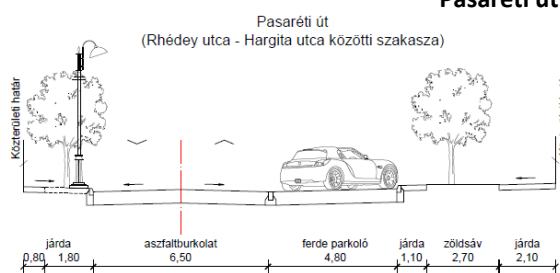 Pasaréti út
Pasaréti út
(Rhédey utca - Hargita utca közötti szakasza)
Közterületi határ
járda aszfaltburkolat ferde parkoló járda zöldsáv járda
0,80 1,80 6,50 4,80 1,10 2,70 2,10